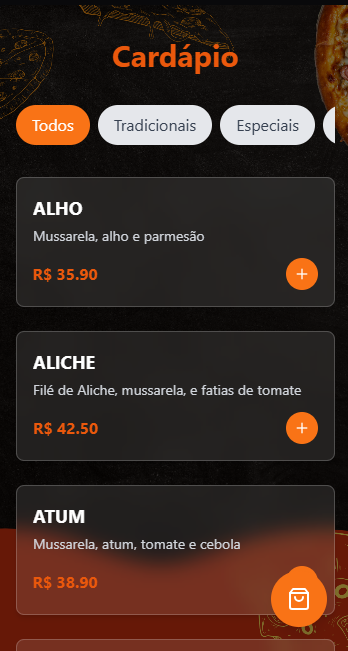 Cardápio
Todos
Tradicionais
Especiais
ALHO
Mussarela, alho e parmesão
R$ 35.90
+
ALICHE
Filé de Aliche, mussarela, e fatias de tomate
R$ 42.50
+
ATUM
Mussarela, atum, tomate e cebola
R$ 38.90